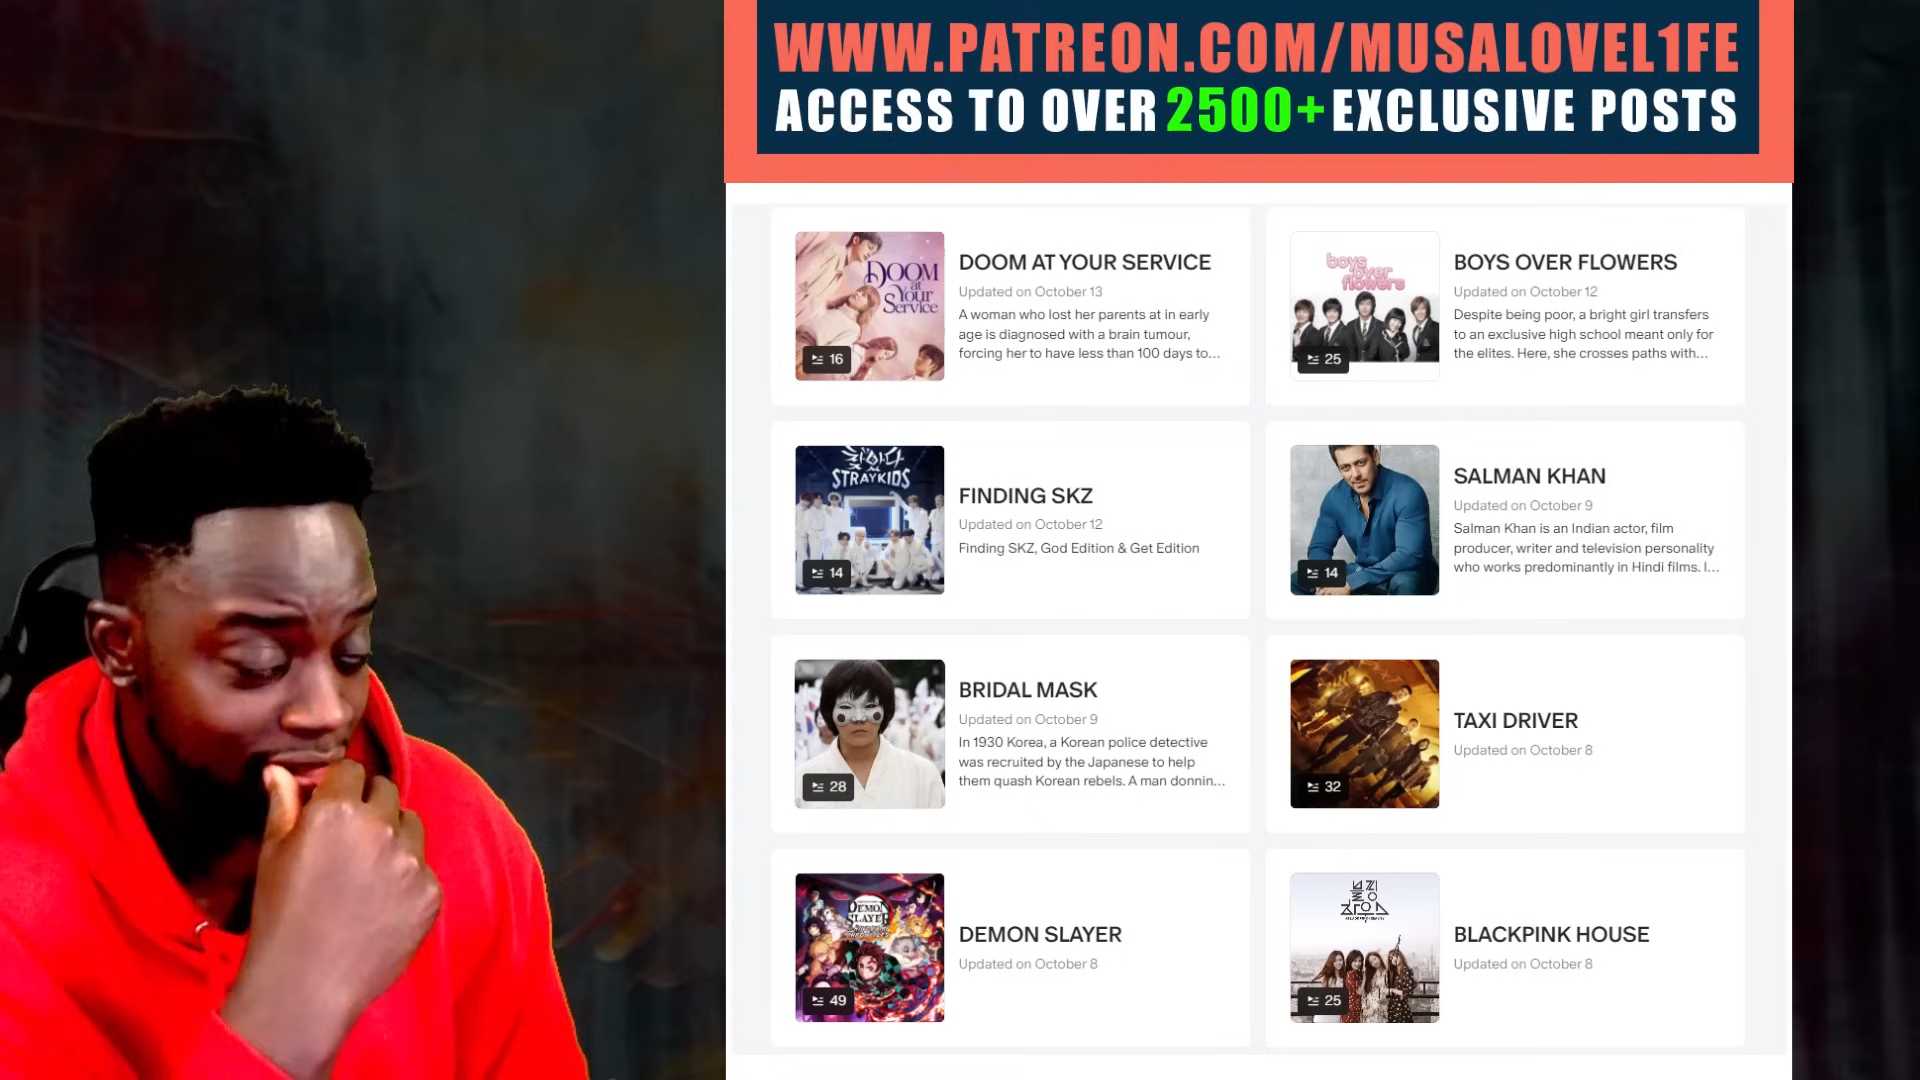 WWW.PATREON.COM/MUSALOVEL1FE
ACCESS TO OVER 2500+ EXCLUSIVE POSTS
DOOM at Your Service
16
DOOM AT YOUR SERVICE
Updated on October 13
A woman who lost her parents at in early
age is diagnosed with a brain tumour,
forcing her to have less than 100 days to...
boys over flowers
25
BOYS OVER FLOWERS
Updated on October 12
Despite being poor, a bright girl transfers
to an exclusive high school meant only for
the elites. Here, she crosses paths with...
STRAYKIDS
14
FINDING SKZ
Updated on October 12
Finding SKZ, God Edition & Get Edition
14
SALMAN KHAN
Updated on October 9
Salman Khan is an Indian actor, film
producer, writer and television personality
who works predominantly in Hindi films. I...
28
BRIDAL MASK
Updated on October 9
In 1930 Korea, a Korean police detective
was recruited by the Japanese to help
them quash Korean rebels. A man donnin...
32
TAXI DRIVER
Updated on October 8
DEMON SLAYER
49
DEMON SLAYER
Updated on October 8
25
BLACKPINK HOUSE
Updated on October 8